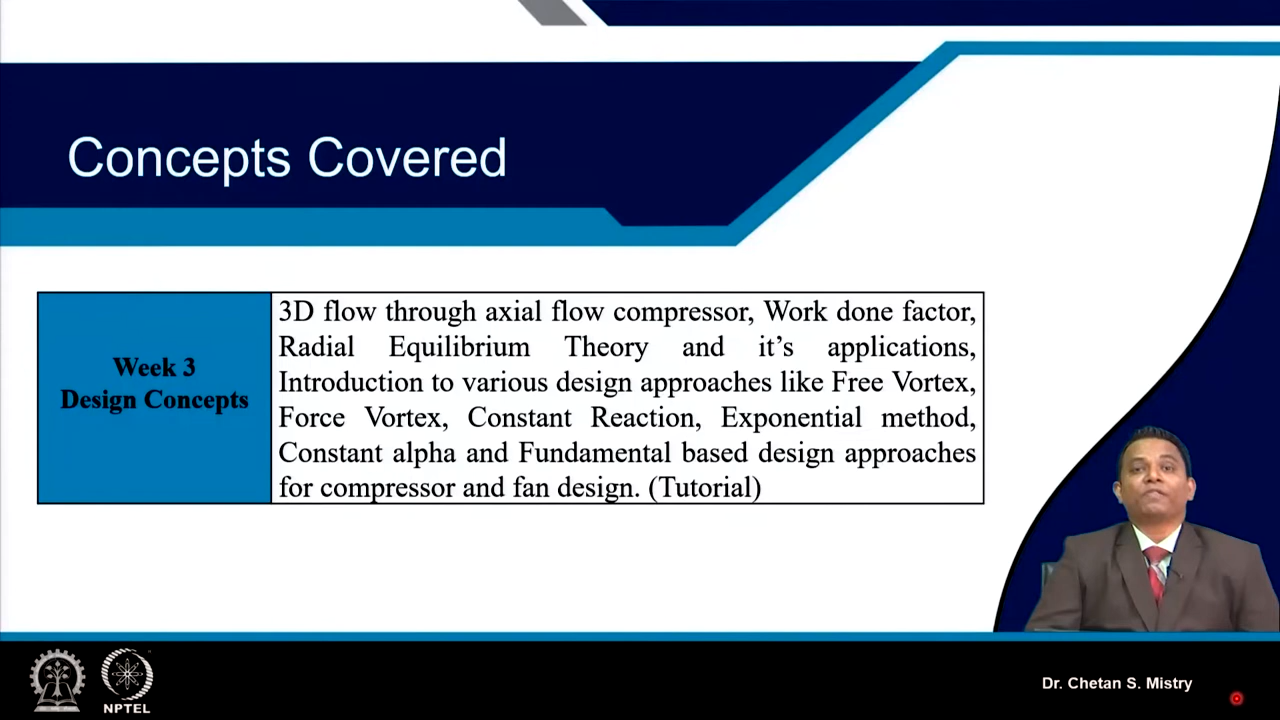 Concepts Covered
Week 3
Design Concepts
3D flow through axial flow compressor, Work done factor,
Radial Equilibrium Theory and it's applications,
Introduction to various design approaches like Free Vortex,
Force Vortex, Constant Reaction, Exponential method,
Constant alpha and Fundamental based design approaches
for compressor and fan design. (Tutorial)
NPTEL
Dr. Chetan S. Mistry